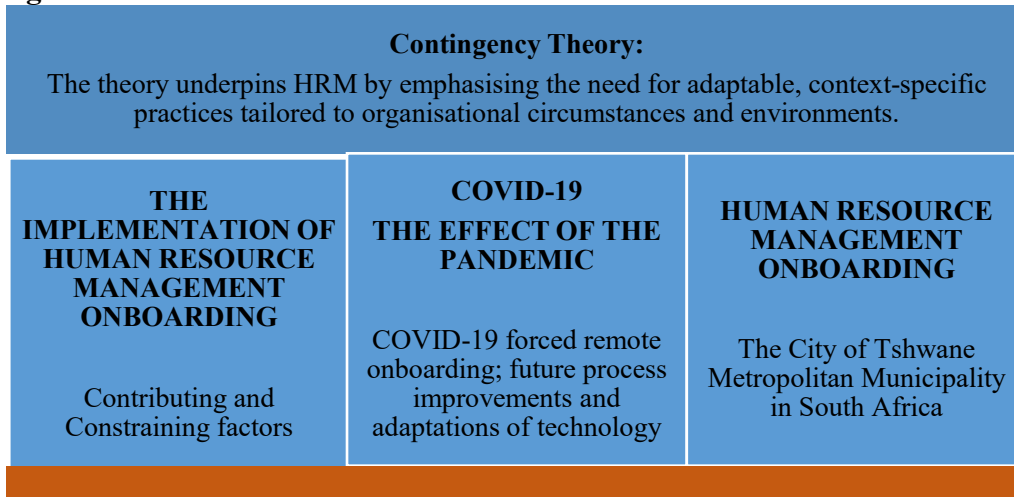 Contingency Theory:
The theory underpins HRM by emphasising the need for adaptable, context-specific
practices tailored to organisational circumstances and environments.
THE
IMPLEMENTATION OF
HUMAN RESOURCE
MANAGEMENT
ONBOARDING
Contributing and
Constraining factors
COVID-19
THE EFFECT OF THE
PANDEMIC
COVID-19 forced remote
onboarding; future process
improvements and
adaptations of technology
HUMAN RESOURCE
MANAGEMENT
ONBOARDING
The City of Tshwane
Metropolitan Municipality
in South Africa